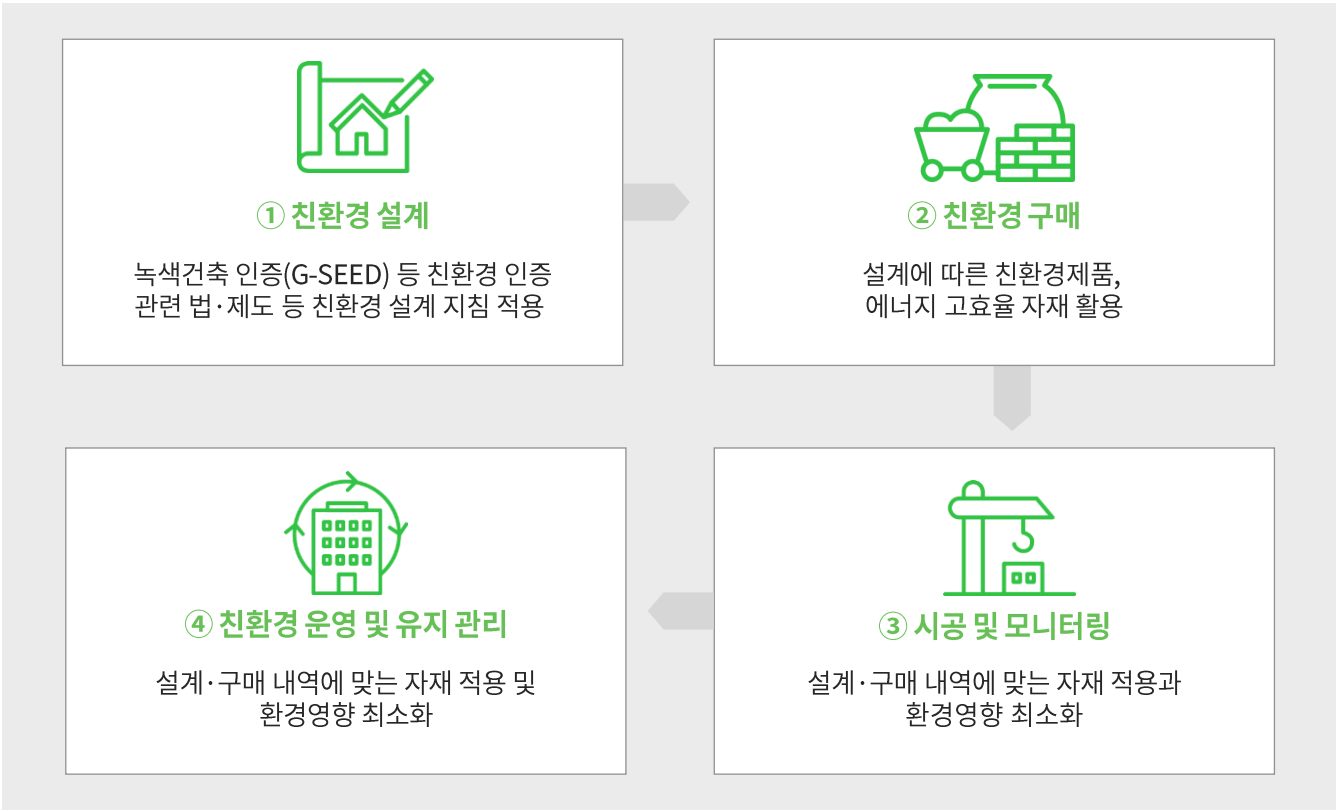 ① 친환경 설계
녹색건축 인증(G-SEED) 등 친환경 인증
관련 법·제도 등 친환경 설계 지침 적용
② 친환경 구매
설계에 따른 친환경제품,
에너지 고효율 자재 활용
③ 시공 및 모니터링
설계·구매 내역에 맞는 자재 적용과
환경영향 최소화
④ 친환경 운영 및 유지 관리
설계·구매 내역에 맞는 자재 적용 및
환경영향 최소화